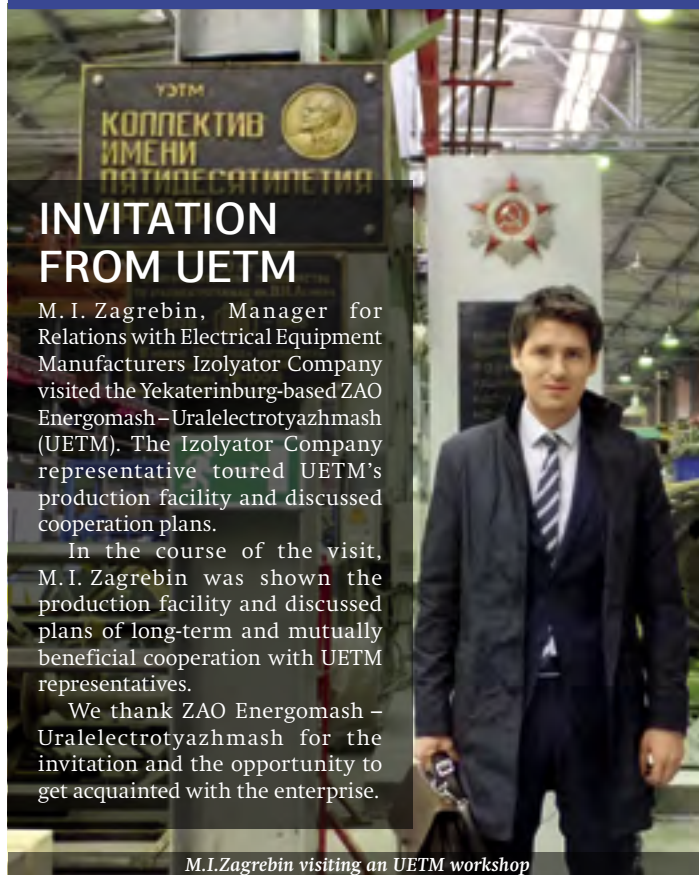 УЭТМ
КОЛЛЕКТИВ
ИМЕНИ
ПЯТИДЕСЯТИЛЕТИЯ
INVITATION
FROM UETM
M. I. Zagrebin, Manager for
Relations with Electrical Equipment
Manufacturers Izolyator Company
visited the Yekaterinburg-based ZAO
Energomash – Uralelectrotyazhmash
(UETM). The Izolyator Company
representative toured UETM’s
production facility and discussed
cooperation plans.
In the course of the visit,
M. I. Zagrebin was shown the
production facility and discussed
plans of long-term and mutually
beneficial cooperation with UETM
representatives.
We thank ZAO Energomash –
Uralelectrotyazhmash for the
invitation and the opportunity to
get acquainted with the enterprise.
M.I.Zagrebin visiting an UETM workshop